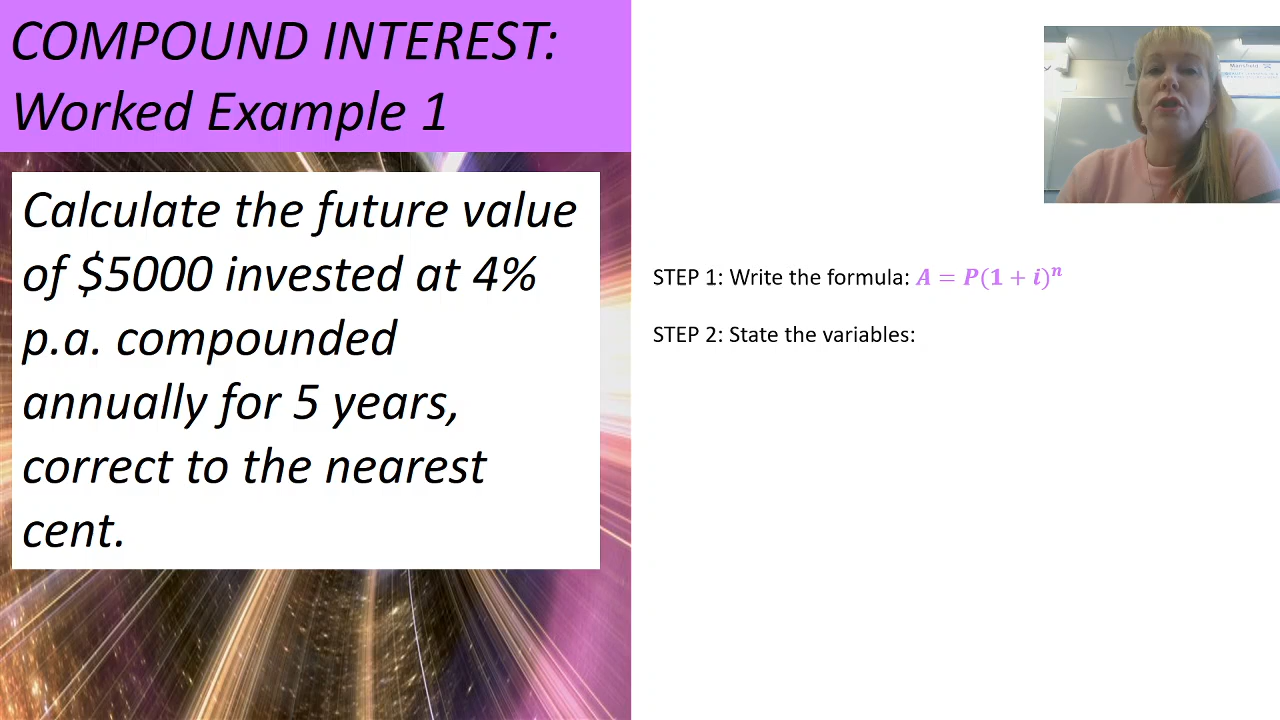 COMPOUND INTEREST:
Worked Example 1
Calculate the future value
of $5000 invested at 4%
p.a. compounded
annually for 5 years,
correct to the nearest
cent.
Mansfield
STEP 1: Write the formula: A = P(1 + i)ⁿ
STEP 2: State the variables: